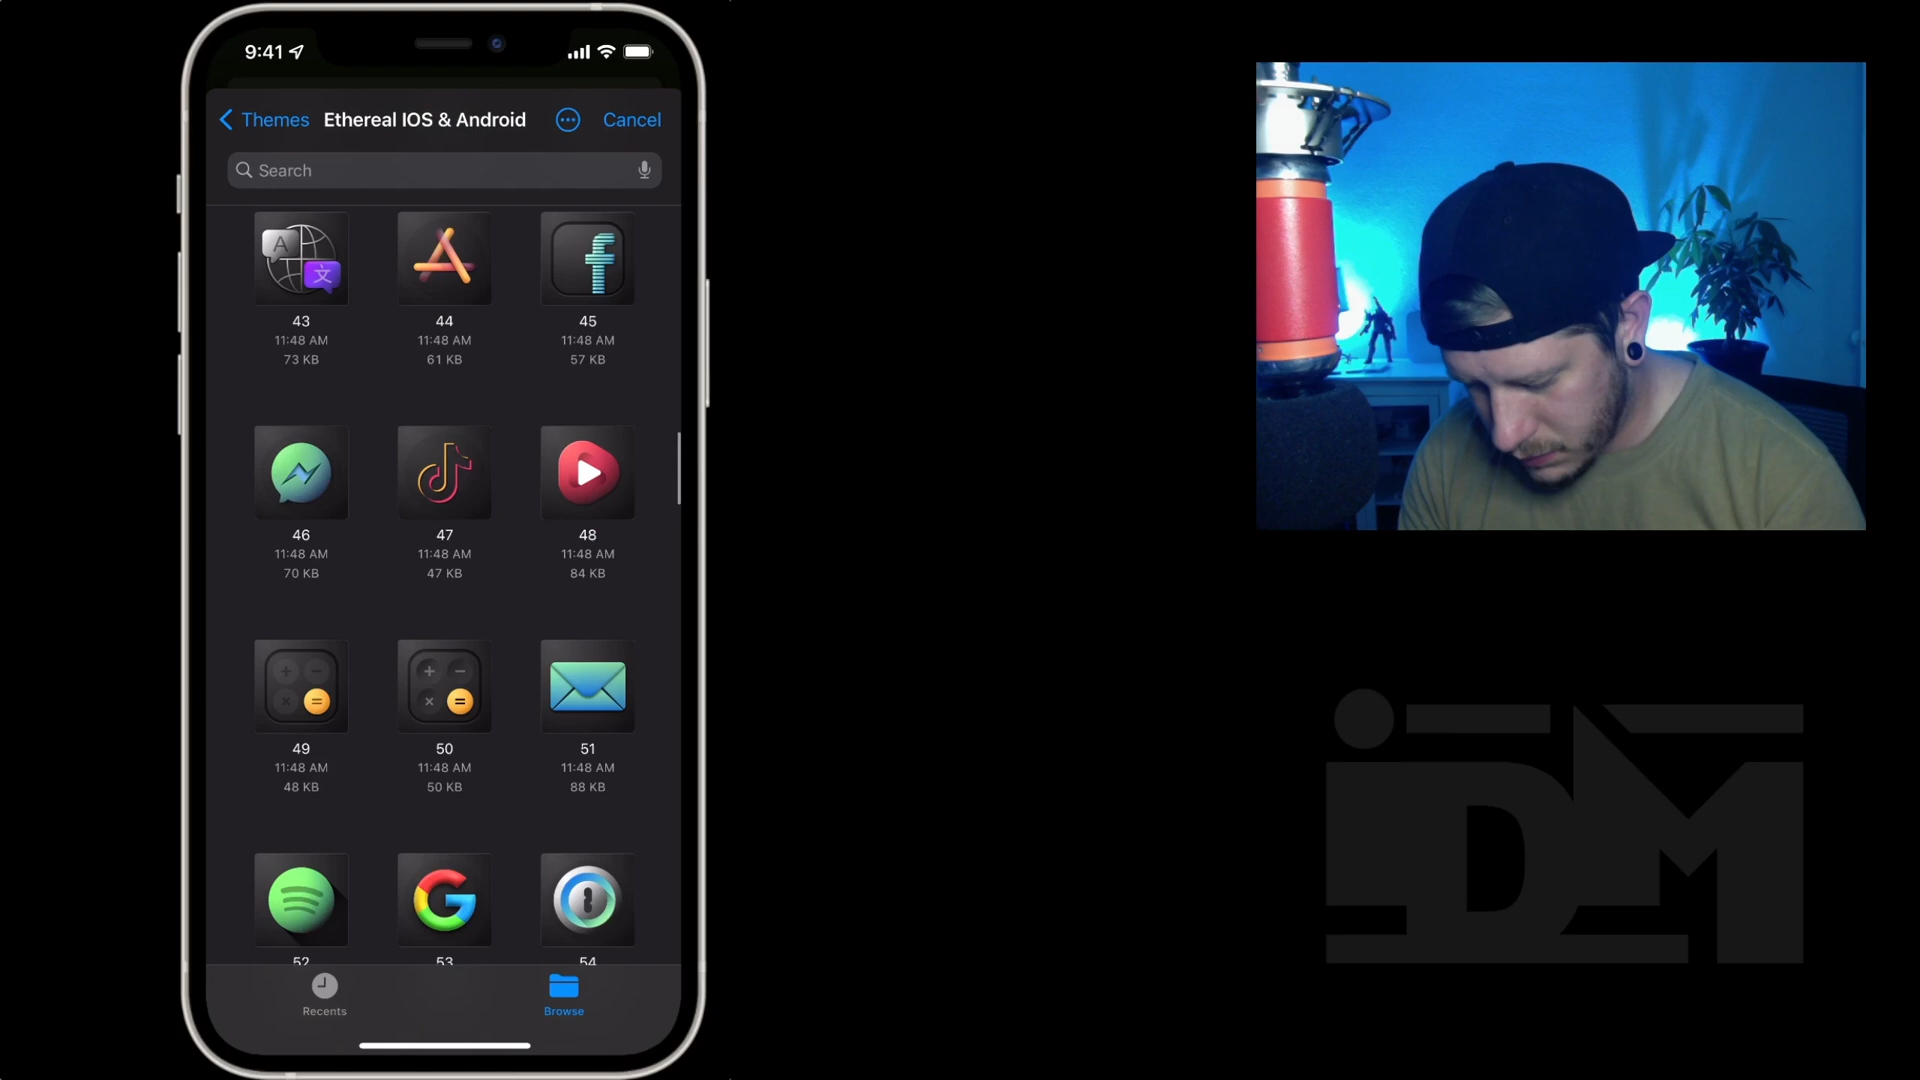 9:41
Themes Ethereal IOS & Android Cancel
Search
A 文 f
43 44 45
11:48 AM 11:48 AM 11:48 AM
73 KB 61 KB 57 KB
46 47 48
11:48 AM 11:48 AM 11:48 AM
70 KB 47 KB 84 KB
+ − + −
× = × =
49 50 51
11:48 AM 11:48 AM 11:48 AM
48 KB 50 KB 88 KB
G
52 53 54
Recents Browse
iDM